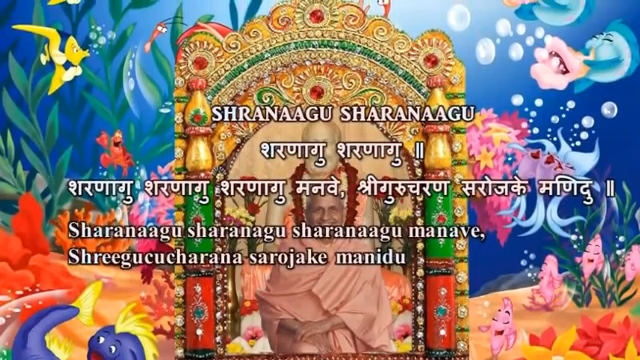 SHRANAAGU SHARANAAGU
शरणागु शरणागु ॥
शरणागु शरणागु शरणागु मनवे, श्रीगुरुचरण सरोजके मणिदु ॥
Sharanaagu sharanagu sharanaagu manave,
Shreegucucharana sarojake manidu